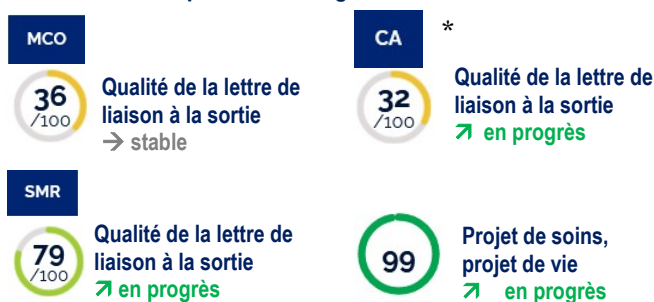 MCO
36
/100
Qualité de la lettre de
liaison à la sortie
→ stable
CA *
32
/100
Qualité de la lettre de
liaison à la sortie
↗ en progrès
SMR
79
/100
Qualité de la lettre de
liaison à la sortie
↗ en progrès
99
Projet de soins,
projet de vie
↗ en progrès